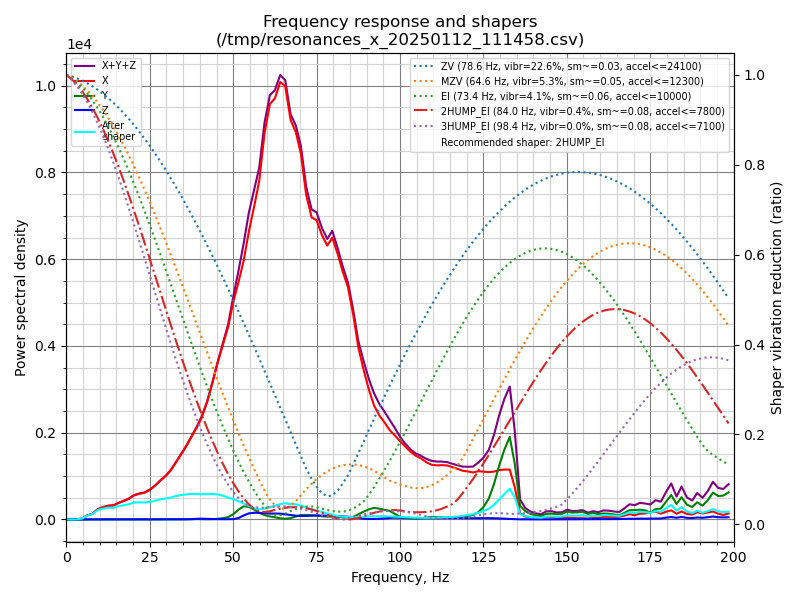 Frequency response and shapers
(/tmp/resonances_x_20250112_111458.csv)
1e4
X+Y+Z
X
Y
Z
After
shaper
ZV (78.6 Hz, vibr=22.6%, sm~=0.03, accel<=24100)
MZV (64.6 Hz, vibr=5.3%, sm~=0.05, accel<=12300)
EI (73.4 Hz, vibr=4.1%, sm~=0.06, accel<=10000)
2HUMP_EI (84.0 Hz, vibr=0.4%, sm~=0.08, accel<=7800)
3HUMP_EI (98.4 Hz, vibr=0.0%, sm~=0.08, accel<=7100)
Recommended shaper: 2HUMP_EI
Power spectral density
1.0
0.8
0.6
0.4
0.2
0.0
1.0
0.8
0.6
0.4
0.2
0.0
Shaper vibration reduction (ratio)
0 25 50 75 100 125 150 175 200
Frequency, Hz